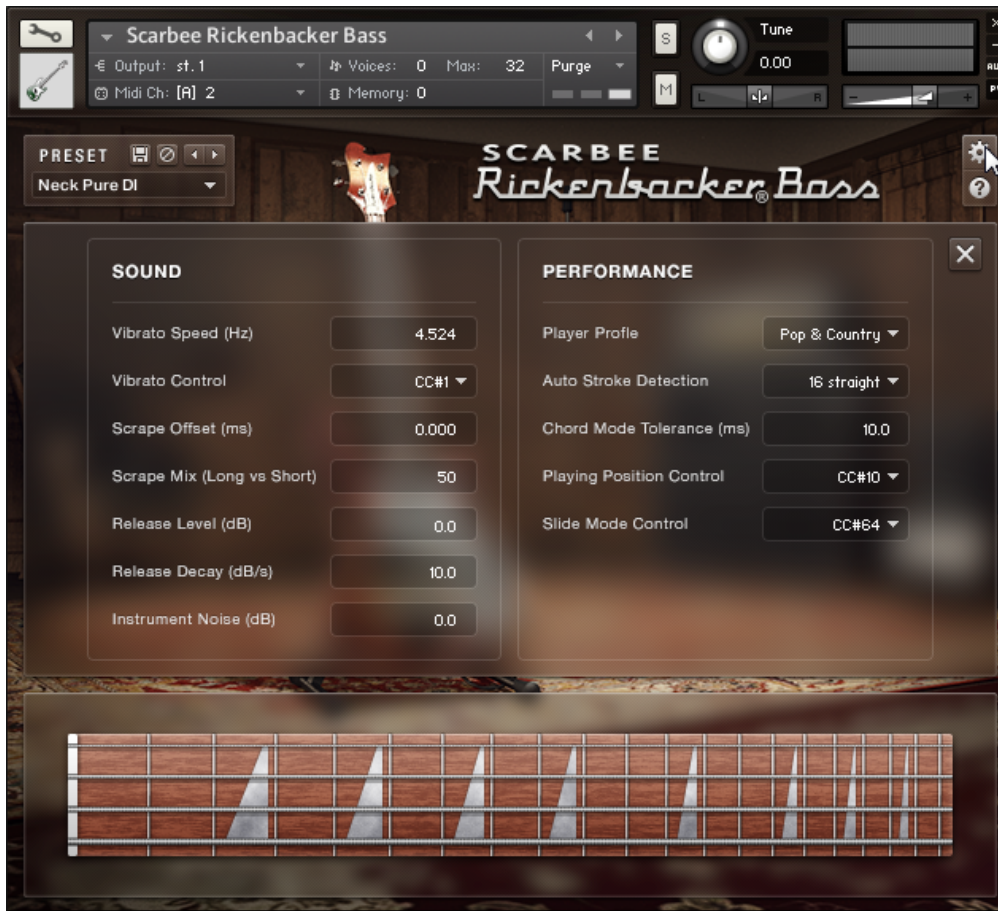 Scarbee Rickenbacker Bass
Output: st.1 Voices: 0 Max: 32 Purge
Midi Ch: [A] 2 Memory: 0
S
M
Tune
0.00
L R
- +
PRESET
Neck Pure DI
SCARBEE
Rickenbacker® Bass
?
SOUND
Vibrato Speed (Hz) 4.524
Vibrato Control CC#1
Scrape Offset (ms) 0.000
Scrape Mix (Long vs Short) 50
Release Level (dB) 0.0
Release Decay (dB/s) 10.0
Instrument Noise (dB) 0.0
PERFORMANCE
Player Profle Pop & Country
Auto Stroke Detection 16 straight
Chord Mode Tolerance (ms) 10.0
Playing Position Control CC#10
Slide Mode Control CC#64